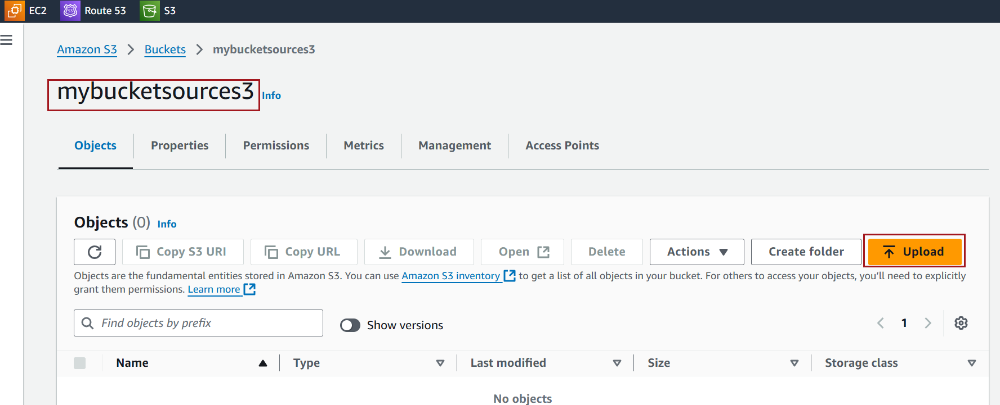 EC2 Route 53 S3
Amazon S3 Buckets mybucketsources3
mybucketsources3 Info
Objects Properties Permissions Metrics Management Access Points
Objects (0) Info
Copy S3 URI Copy URL Download Open Delete Actions Create folder Upload
Objects are the fundamental entities stored in Amazon S3. You can use Amazon S3 inventory to get a list of all objects in your bucket. For others to access your objects, you’ll need to explicitly
grant them permissions. Learn more
Find objects by prefix Show versions 1
Name Type Last modified Size Storage class
No objects